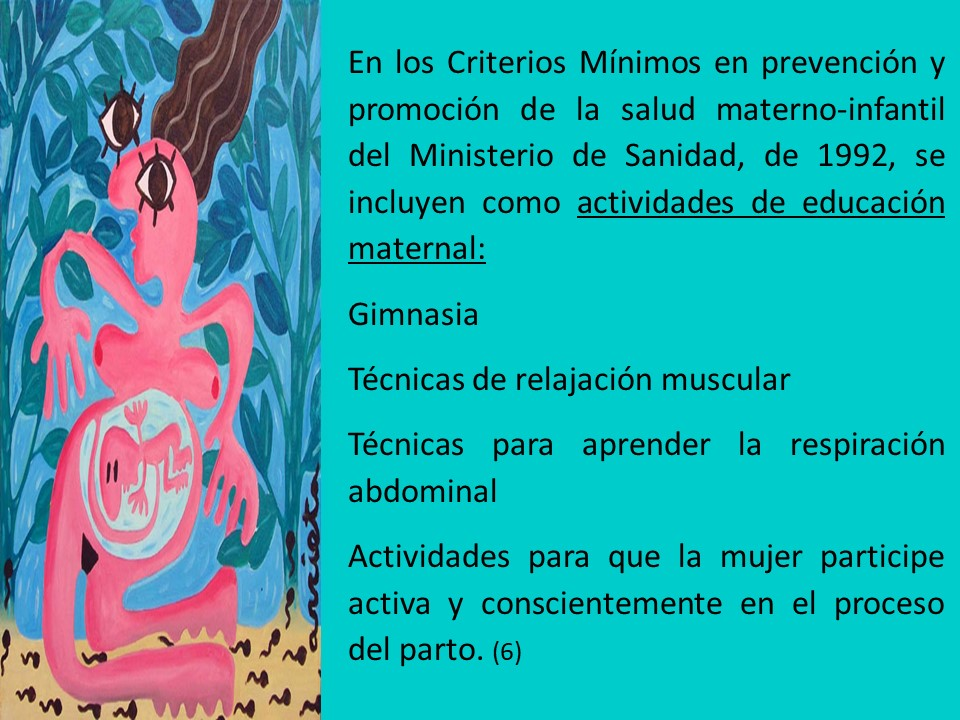 En los Criterios Mínimos en prevención y
promoción de la salud materno-infantil
del Ministerio de Sanidad, de 1992, se
incluyen como actividades de educación
maternal:
Gimnasia
Técnicas de relajación muscular
Técnicas para aprender la respiración
abdominal
Actividades para que la mujer participe
activa y conscientemente en el proceso
del parto. (6)
arrieta